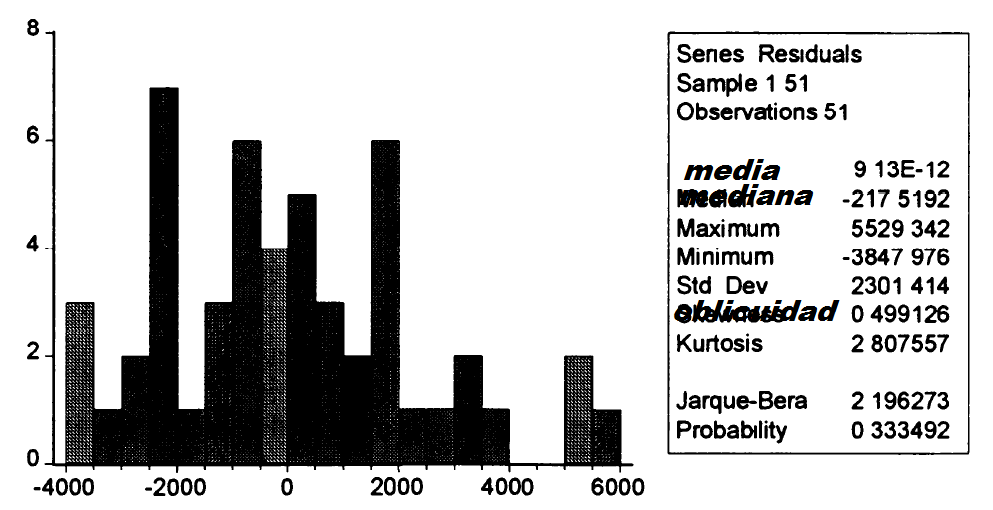 8
6
4
2
0
-4000 -2000 0 2000 4000 6000
Series Residuals
Sample 1 51
Observations 51
media 9 13E-12
mediana -217 5192
Maximum 5529 342
Minimum -3847 976
Std Dev 2301 414
oblicuidad 0 499126
Kurtosis 2 807557
Jarque-Bera 2 196273
Probability 0 333492